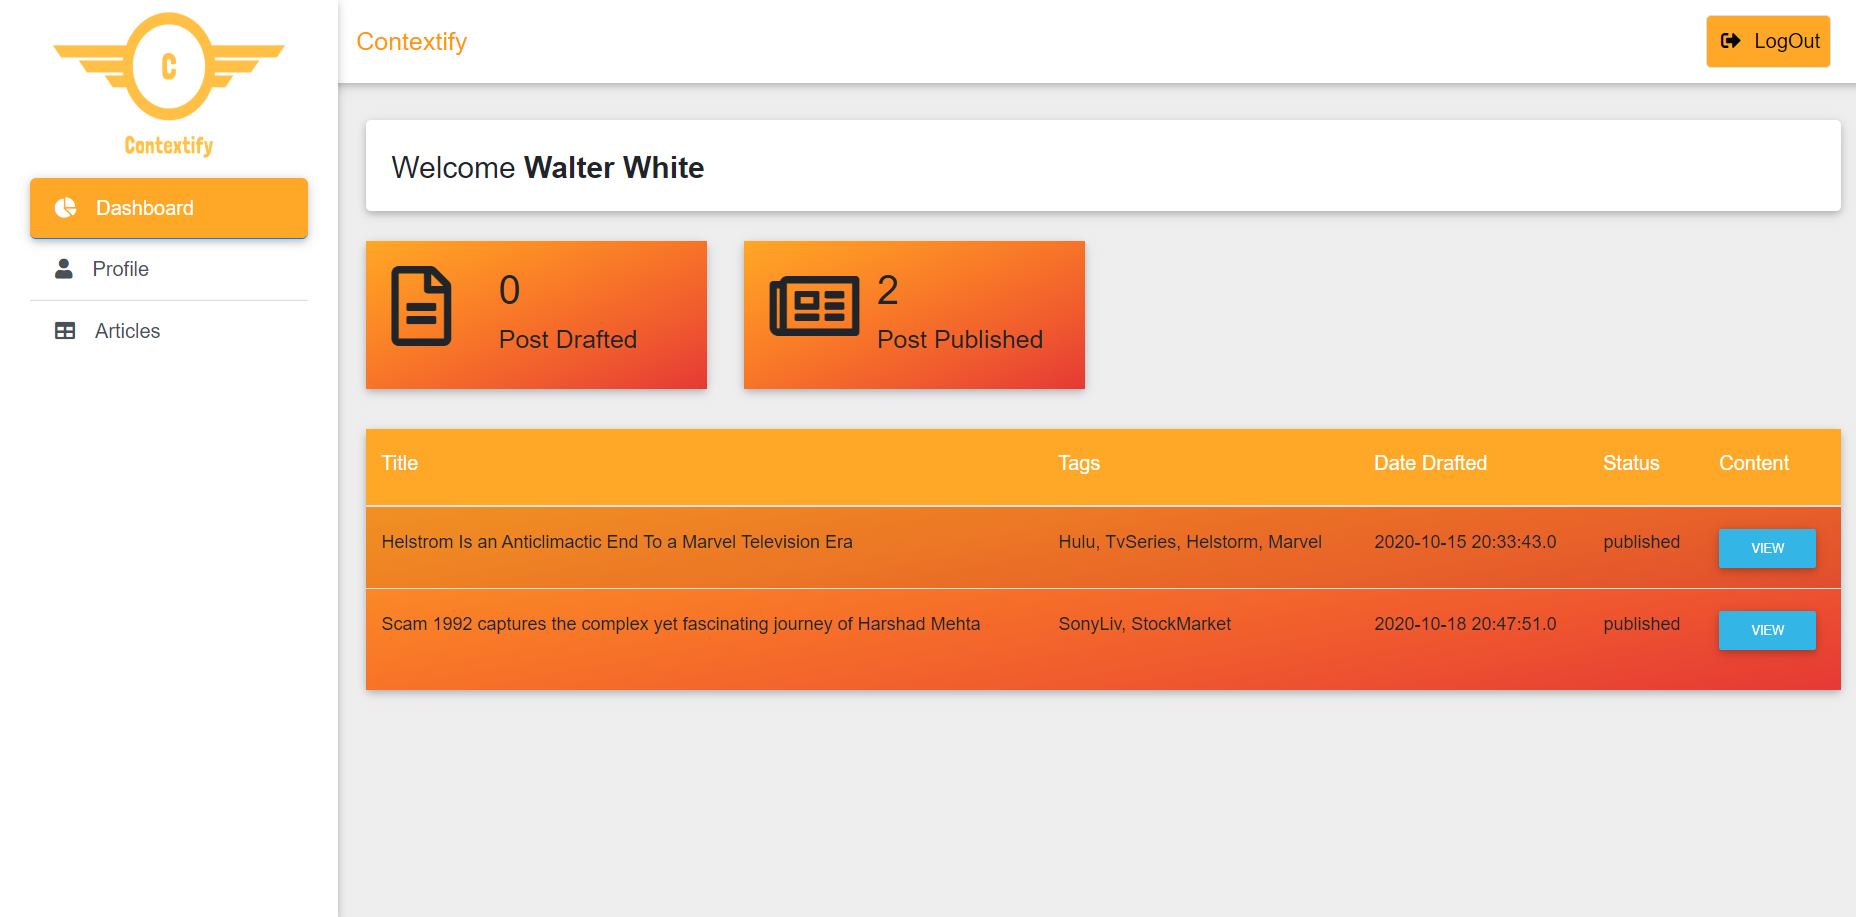 C
Contextify
Dashboard
Profile
Articles
Contextify
LogOut
Welcome Walter White
0
Post Drafted
2
Post Published
Title Tags Date Drafted Status Content
Helstrom Is an Anticlimactic End To a Marvel Television Era Hulu, TvSeries, Helstorm, Marvel 2020-10-15 20:33:43.0 published VIEW
Scam 1992 captures the complex yet fascinating journey of Harshad Mehta SonyLiv, StockMarket 2020-10-18 20:47:51.0 published VIEW